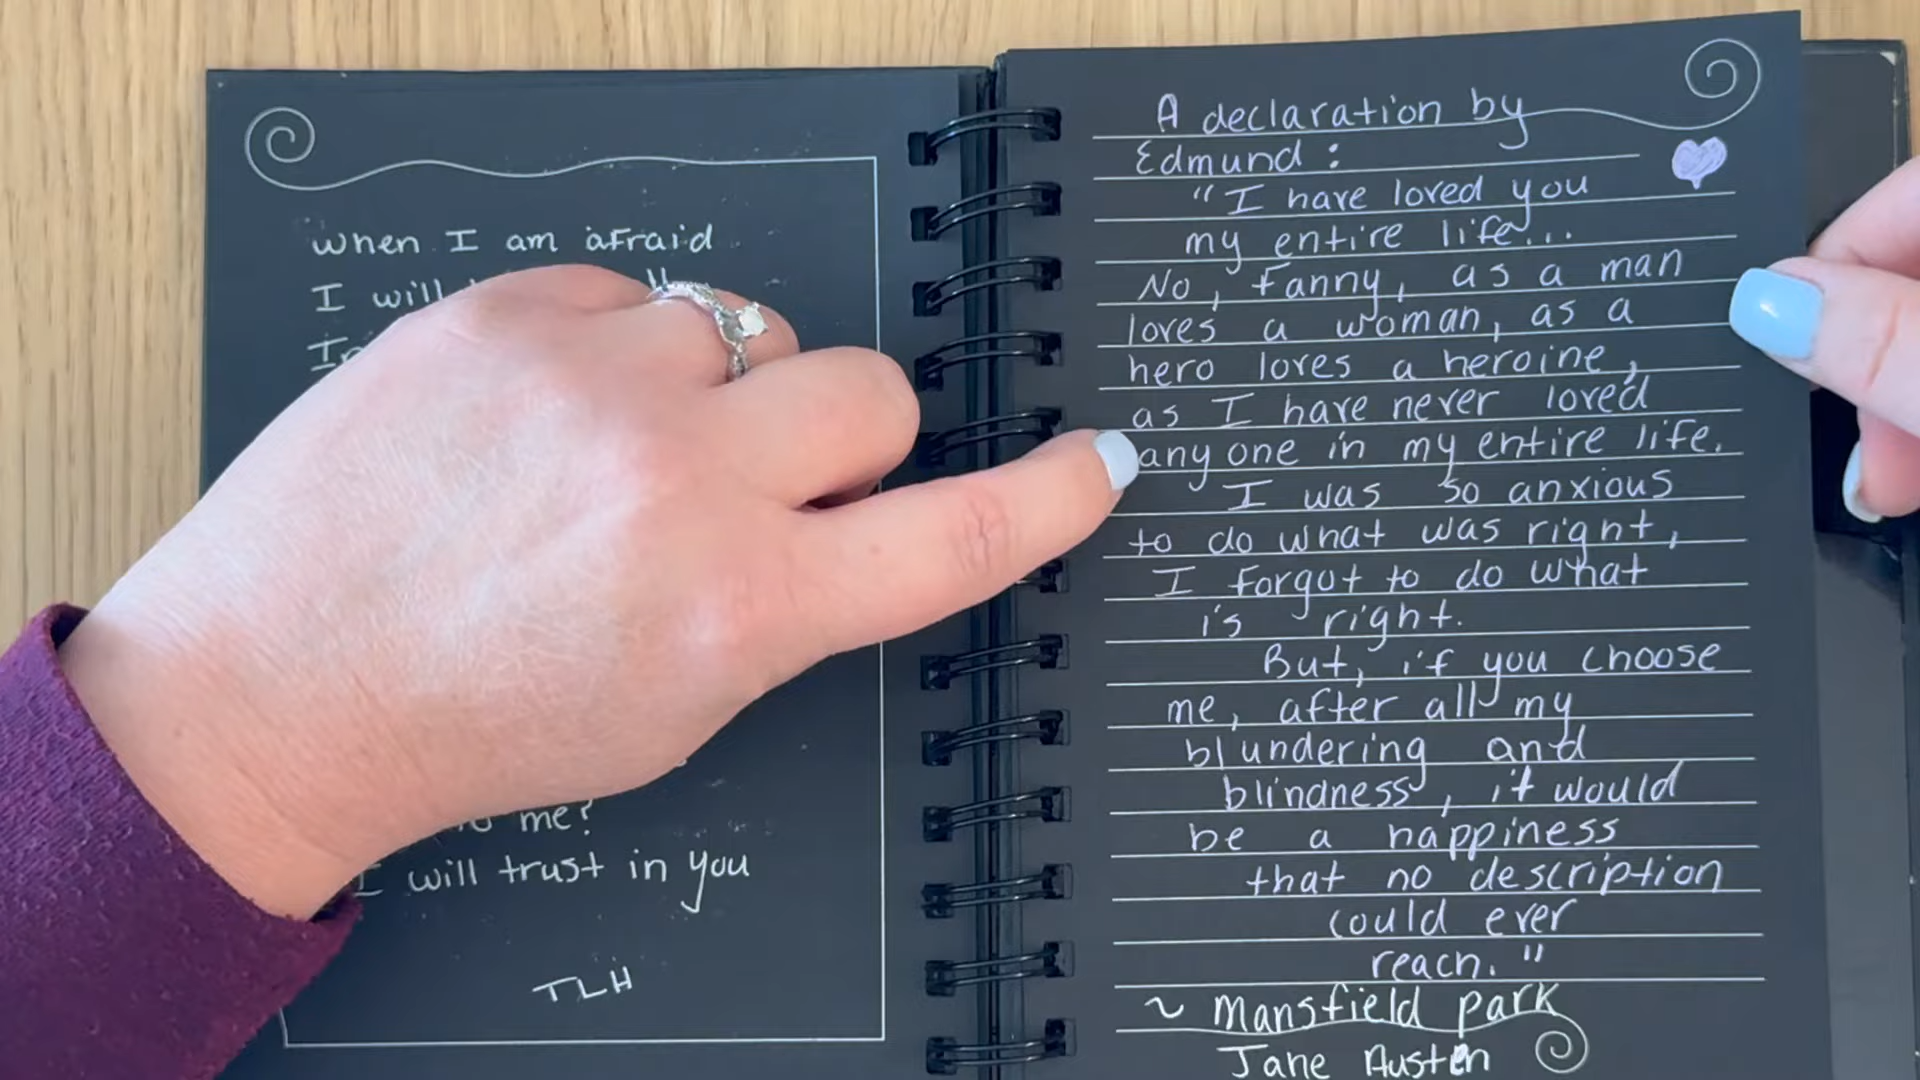 when I am afraid
I will
me?
I will trust in you
TLH
A declaration by
Edmund :
"I have loved you
my entire life...
No, Fanny, as a man
loves a woman, as a
hero loves a heroine,
as I have never loved
anyone in my entire life.
I was so anxious
to do what was right,
I forgot to do what
is right.
But, if you choose
me, after all my
blundering and
blindness, it would
be a happiness
that no description
could ever
reach."
~ Mansfield park
Jane Austen